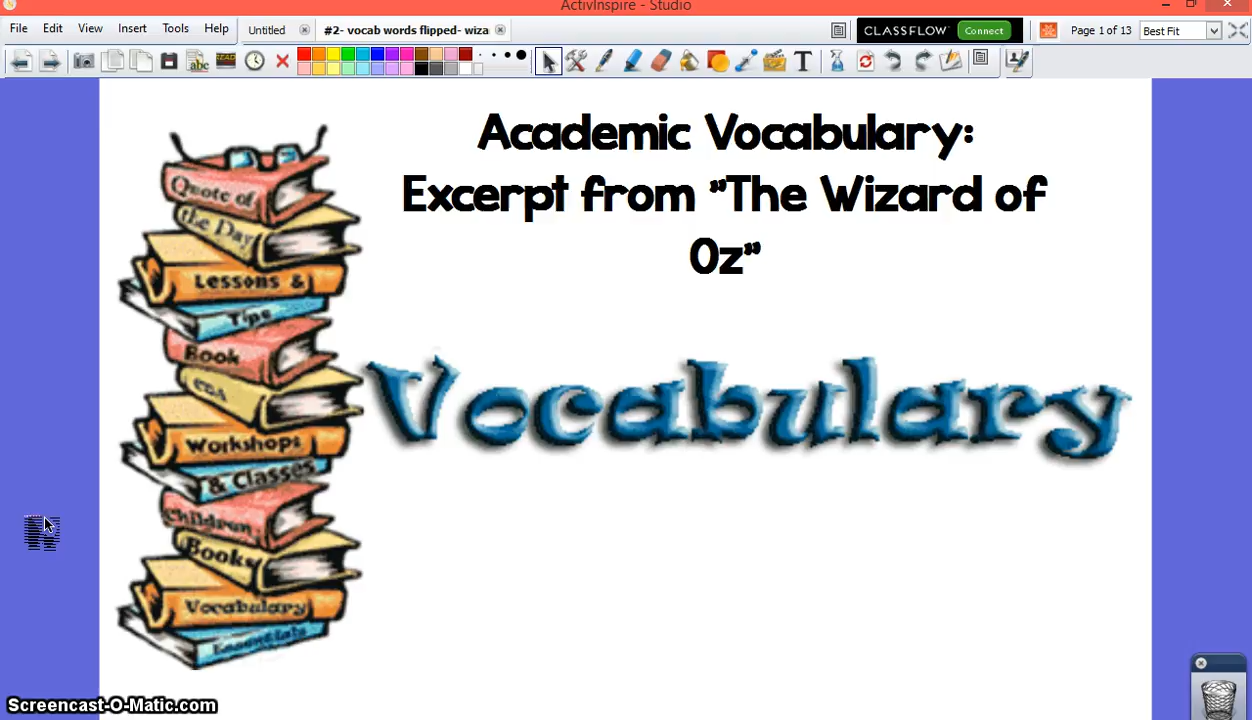 ActivInspire - Studio
File Edit View Insert Tools Help
Untitled
#2- vocab words flipped- wiza
CLASSFLOW Connect
Page 1 of 13
Best Fit
abc
T
Academic Vocabulary:
Excerpt from "The Wizard of
Oz"
Quote of
the Day
Lessons &
Tips
Book
Workshops
& Classes
Children
Books
Vocabulary
Essentials
Vocabulary
Screencast-O-Matic.com